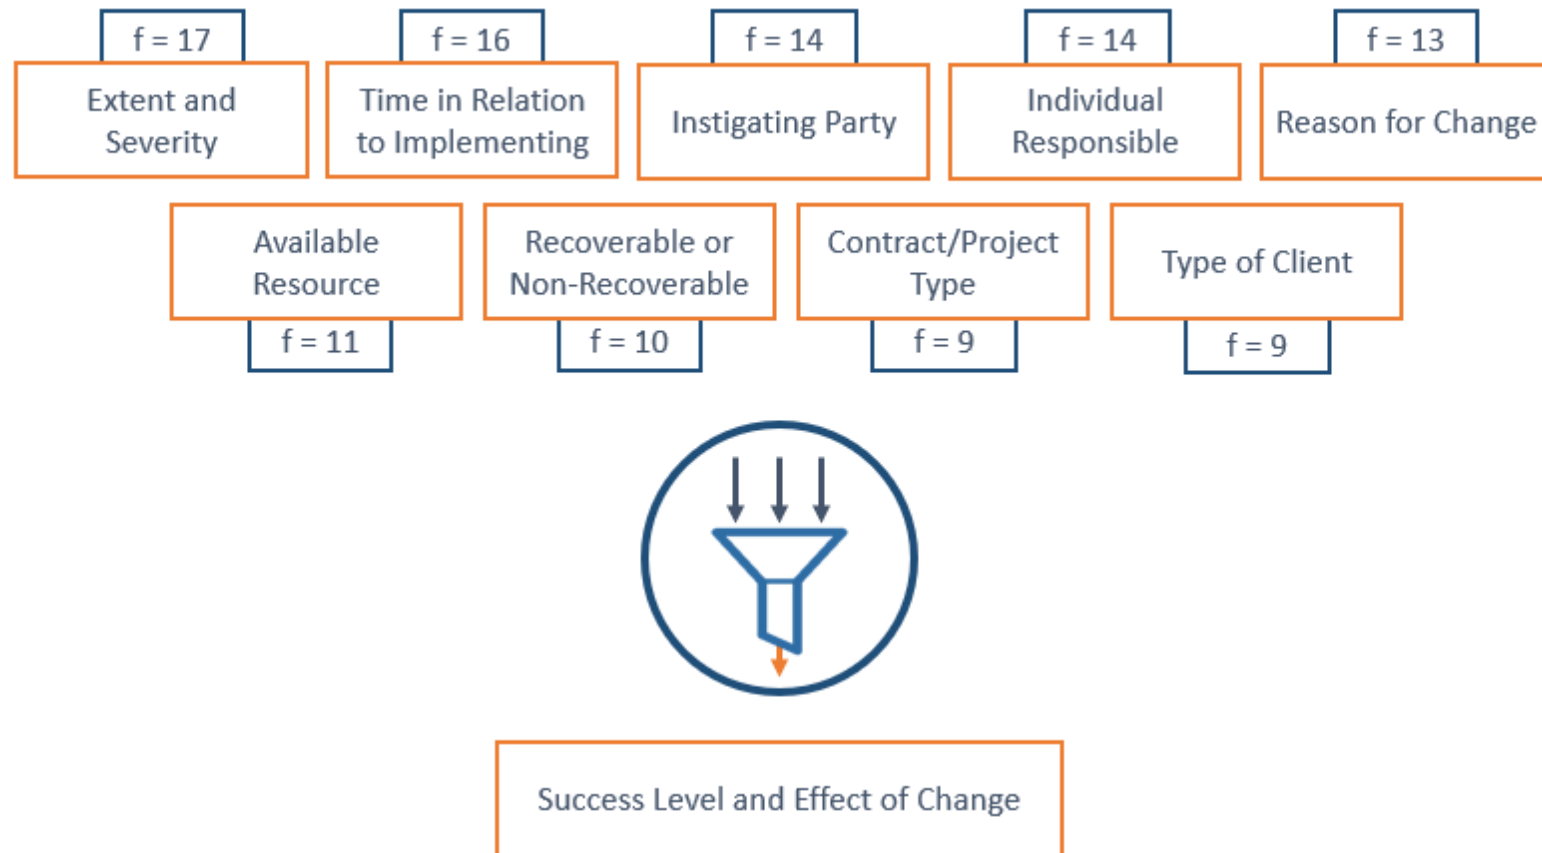 f = 17
f = 16
f = 14
f = 14
f = 13
Extent and
Severity
Time in Relation
to Implementing
Instigating Party
Individual
Responsible
Reason for Change
Available
Resource
Recoverable or
Non-Recoverable
Contract/Project
Type
Type of Client
f = 11
f = 10
f = 9
f = 9
Success Level and Effect of Change